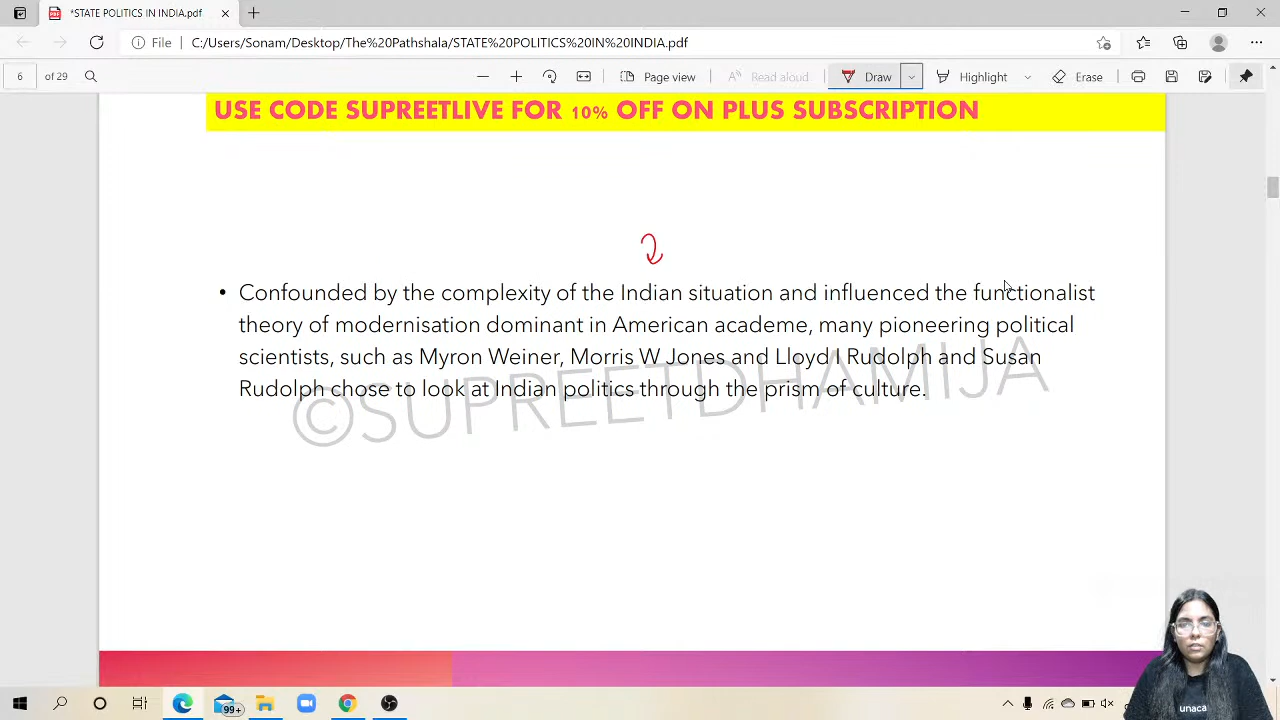 *STATE POLITICS IN INDIA.pdf
File
C:/Users/Sonam/Desktop/The%20Pathshala/STATE%20POLITICS%20IN%20INDIA.pdf
6 of 29
Page view
Read aloud
Draw
Highlight
Erase
USE CODE SUPREETLIVE FOR 10% OFF ON PLUS SUBSCRIPTION
2
• Confounded by the complexity of the Indian situation and influenced the functionalist
theory of modernisation dominant in American academe, many pioneering political
scientists, such as Myron Weiner, Morris W Jones and Lloyd I Rudolph and Susan
Rudolph chose to look at Indian politics through the prism of culture.
©SUPREETDHAMIJA
99+
unaca